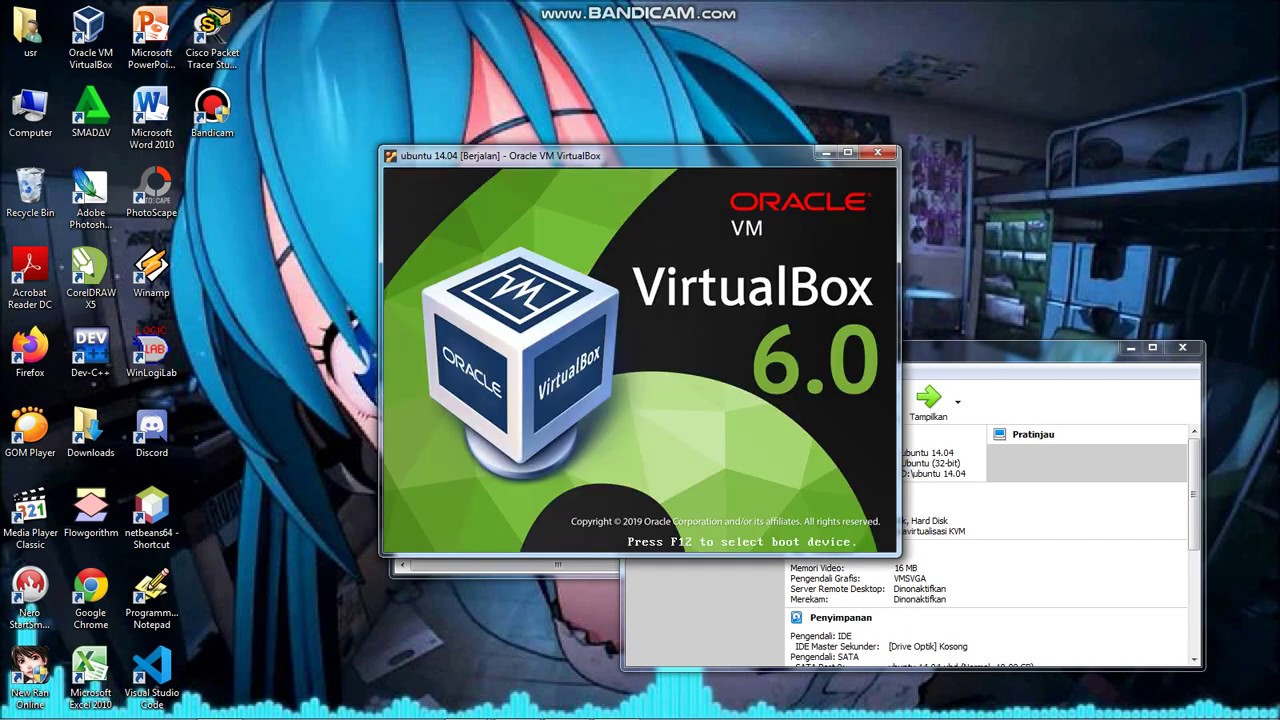 www.BANDICAM.com
usr
Oracle VM
VirtualBox
Microsoft
PowerPoi...
Cisco Packet
Tracer Stu...
Computer
SMADΔV
Microsoft
Word 2010
Bandicam
Recycle Bin
Adobe
Photosh...
PhotoScape
Acrobat
Reader DC
CorelDRAW
X5
Winamp
Firefox
DEV
Dev-C++
LOGIC
LAB
WinLogiLab
GOM Player
Downloads
Discord
321
Media Player
Classic
Flowgorithm
netbeans64 -
Shortcut
Nero
StartSm...
Google
Chrome
Programm...
Notepad
New Ran
Online
Microsoft
Excel 2010
Visual Studio
Code
ubuntu 14.04 [Berjalan] - Oracle VM VirtualBox
ORACLE
VM
VirtualBox
6.0
ORACLE
VirtualBox
Copyright © 2019 Oracle Corporation and/or its affiliates. All rights reserved.
Press F12 to select boot device.
Tampilkan
Pratinjau
ubuntu 14.04
Ubuntu (32-bit)
D:\ubuntu 14.04
Hard Disk
KVM
Memori Video: 16 MB
Pengendali Grafis: VMSVGA
Server Remote Desktop: Dinonaktifkan
Merekam: Dinonaktifkan
Penyimpanan
Pengendali: IDE
IDE Master Sekunder: [Drive Optik] Kosong
Pengendali: SATA